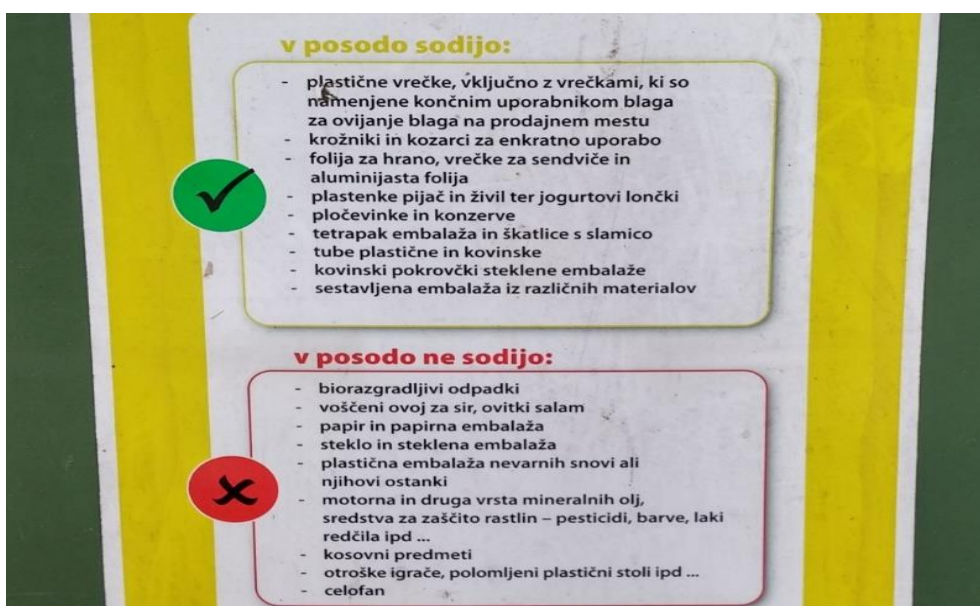 v posodo sodijo:
- plastične vrečke, vključno z vrečkami, ki so
namenjene končnim uporabnikom blaga
za ovijanje blaga na prodajnem mestu
- krožniki in kozarci za enkratno uporabo
- folija za hrano, vrečke za sendviče in
aluminijasta folija
- plastenke pijač in živil ter jogurtovi lončki
- pločevinke in konzerve
- tetrapak embalaža in škatlice s slamico
- tube plastične in kovinske
- kovinski pokrovčki steklene embalaže
- sestavljena embalaža iz različnih materialov
v posodo ne sodijo:
- biorazgradljivi odpadki
- voščeni ovoj za sir, ovitki salam
- papir in papirna embalaža
- steklo in steklena embalaža
- plastična embalaža nevarnih snovi ali
njihovi ostanki
- motorna in druga vrsta mineralnih olj,
sredstva za zaščito rastlin – pesticidi, barve, laki
redčila ipd ...
- kosovni predmeti
- otroške igrače, polomljeni plastični stoli ipd ...
- celofan